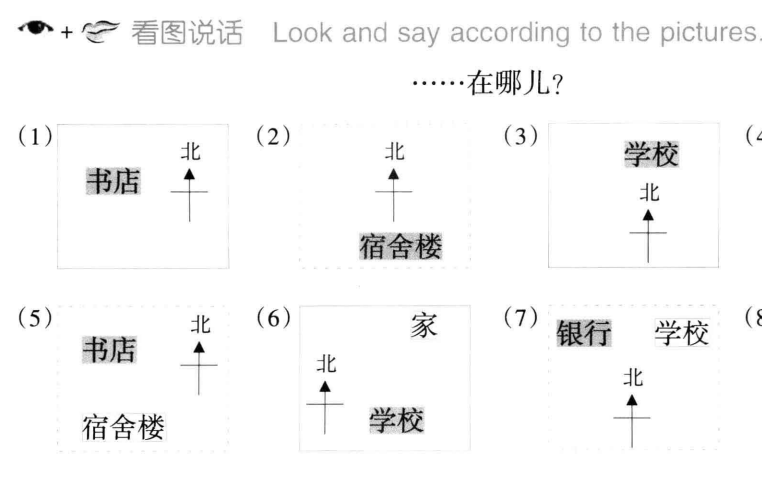 看图说话 Look and say according to the pictures.
……在哪儿？
(1)
北
书店
(2)
北
宿舍楼
(3)
学校
北
(4
(5)
北
书店
宿舍楼
(6)
家
北
学校
(7)
银行 学校
北
(8